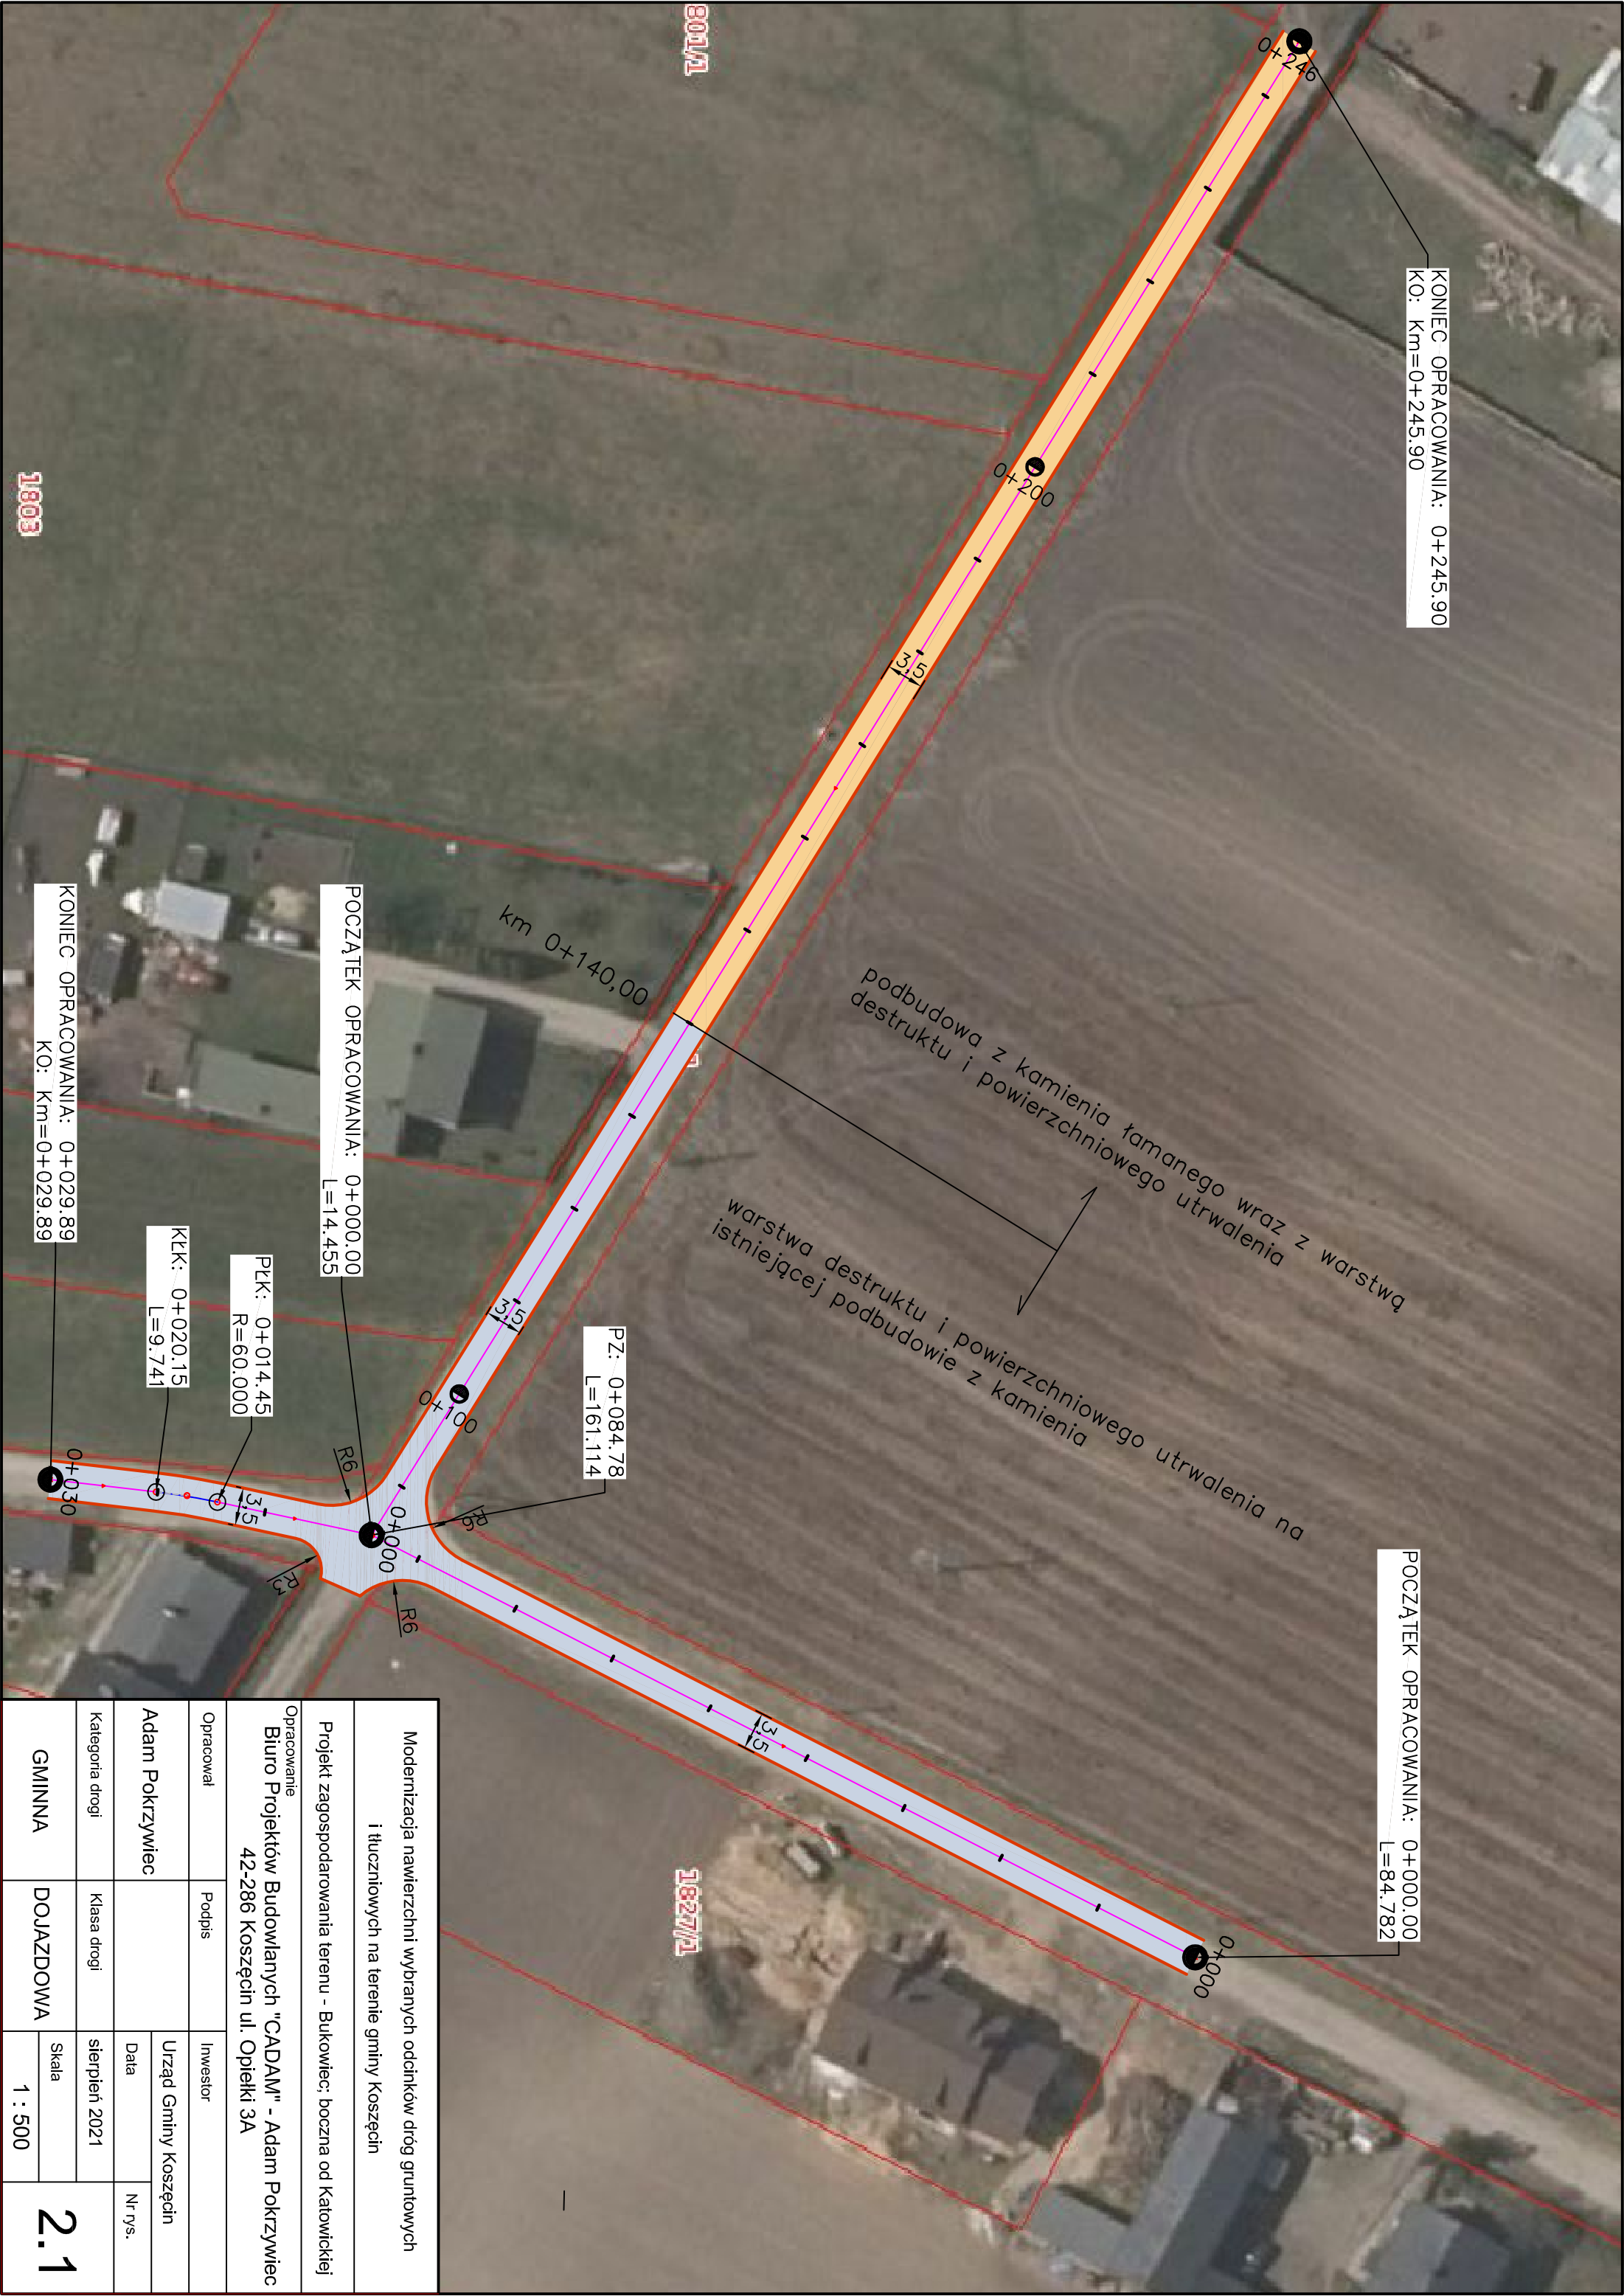 801/1
0+246
KONIEC OPRACOWANIA: 0+245.90
KO: Km=0+245.90
1803
0+200
3,5
km 0+140,00
podbudowa z kamienia łamanego wraz z warstwą
destruktu i powierzchniowego utrwalenia
warstwa destruktu i powierzchniowego utrwalenia na
istniejącej podbudowie z kamienia
POCZĄTEK OPRACOWANIA: 0+000.00
L=14.455
KONIEC OPRACOWANIA: 0+029.89
KO: Km=0+029.89
KŁK: 0+020.15
L=9.741
PŁK: 0+014.45
R=60.000
PZ: 0+084.78
L=161.114
3,5
0+100
R6
R6
0+000
0+030
3,5
R3
R6
3,5
POCZĄTEK OPRACOWANIA: 0+000.00
L=84.782
0+000
1827/1
Modernizacja nawierzchni wybranych odcinków dróg gruntowych
i tłuczniowych na terenie gminy Koszęcin
Projekt zagospodarowania terenu - Bukowiec; boczna od Katowickiej
Opracowanie
Biuro Projektów Budowlanych "CADAM" - Adam Pokrzywiec
42-286 Koszęcin ul. Opiełki 3A
Opracował
Podpis
Inwestor
Adam Pokrzywiec
Urząd Gminy Koszęcin
Data
Nr rys.
Kategoria drogi
Klasa drogi
sierpień 2021
GMINNA
DOJAZDOWA
Skala
1 : 500
2.1